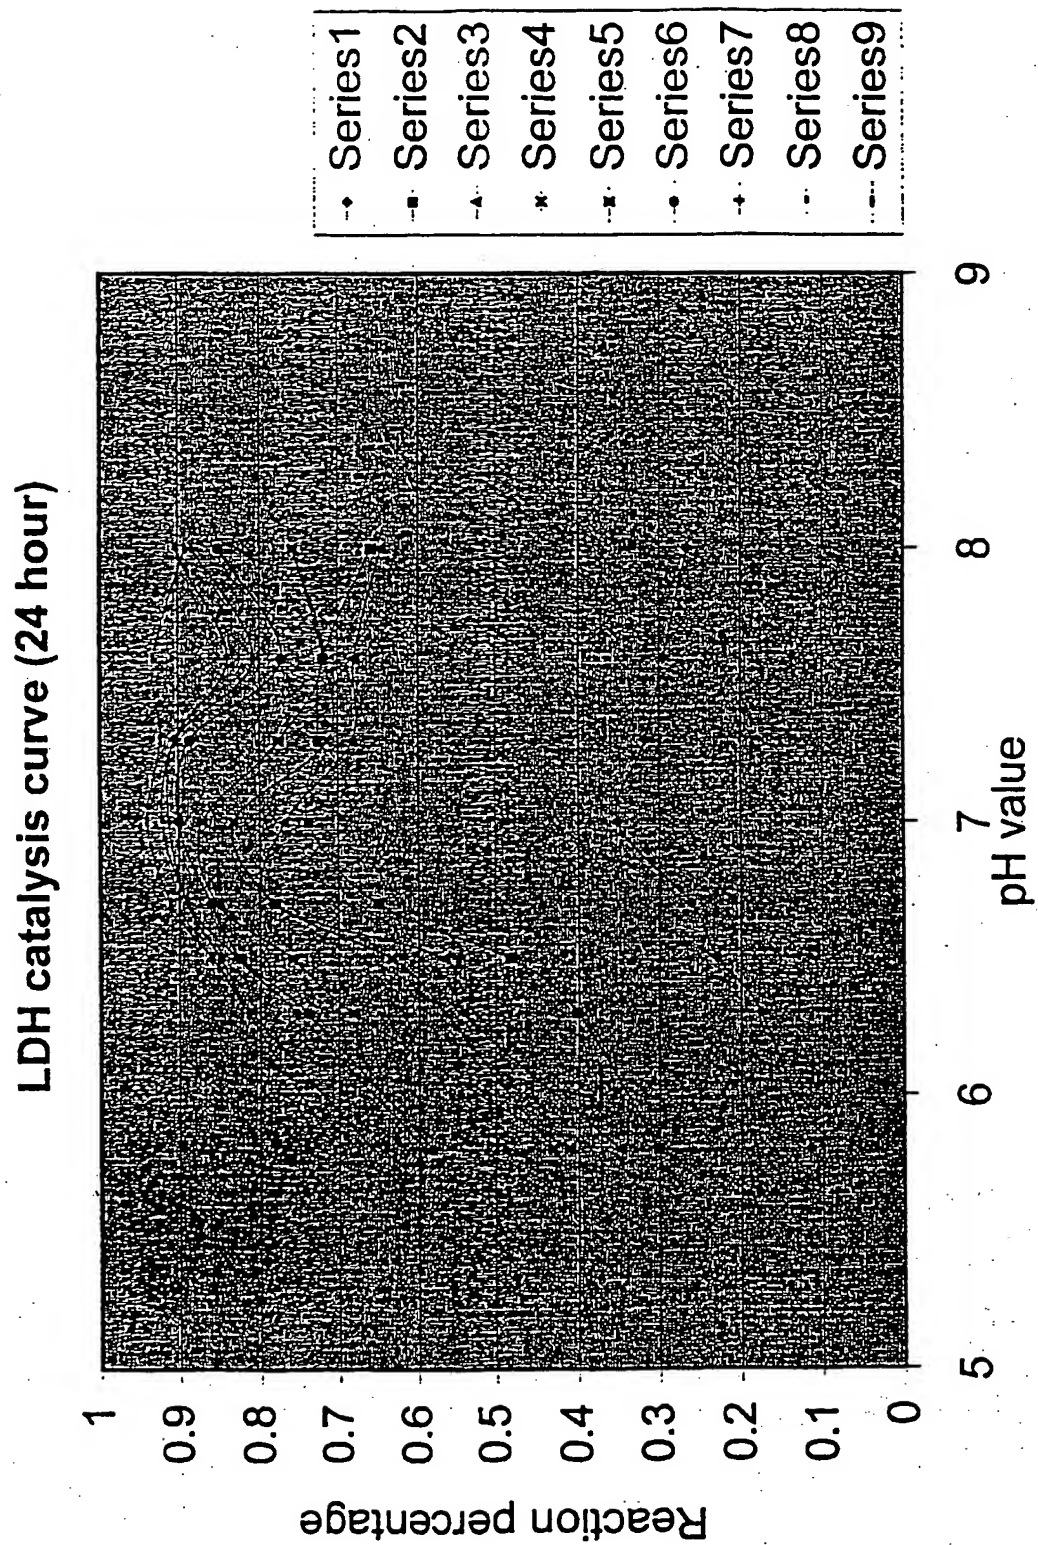 LDH catalysis curve (24 hour)
Reaction percentage
1
0.9
0.8
0.7
0.6
0.5
0.4
0.3
0.2
0.1
0
5
6
7
8
9
pH value
Series1
Series2
Series3
Series4
Series5
Series6
Series7
Series8
Series9